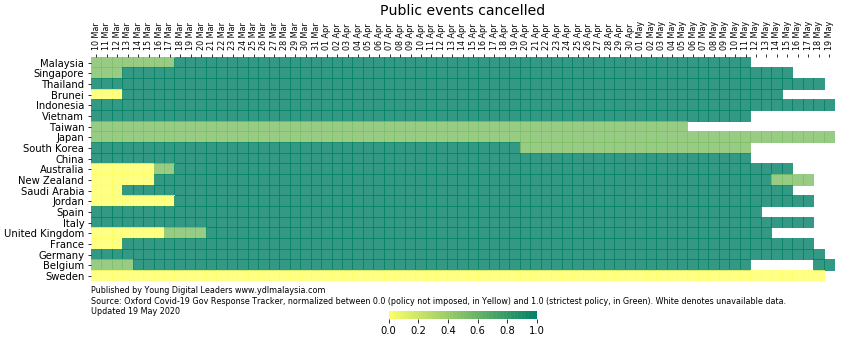 Public events cancelled
10 Mar 11 Mar 12 Mar 13 Mar 14 Mar 15 Mar 16 Mar 17 Mar 18 Mar 19 Mar 20 Mar 21 Mar 22 Mar 23 Mar 24 Mar 25 Mar 26 Mar 27 Mar 28 Mar 29 Mar 30 Mar 31 Mar 01 Apr 02 Apr 03 Apr 04 Apr 05 Apr 06 Apr 07 Apr 08 Apr 09 Apr 10 Apr 11 Apr 12 Apr 13 Apr 14 Apr 15 Apr 16 Apr 17 Apr 18 Apr 19 Apr 20 Apr 21 Apr 22 Apr 23 Apr 24 Apr 25 Apr 26 Apr 27 Apr 28 Apr 29 Apr 30 Apr 01 May 02 May 03 May 04 May 05 May 06 May 07 May 08 May 09 May 10 May 11 May 12 May 13 May 14 May 15 May 16 May 17 May 18 May 19 May
Malaysia
Singapore
Thailand
Brunei
Indonesia
Vietnam
Taiwan
Japan
South Korea
China
Australia
New Zealand
Saudi Arabia
Jordan
Spain
Italy
United Kingdom
France
Germany
Belgium
Sweden
Published by Young Digital Leaders www.ydlmalaysia.com
Source: Oxford Covid-19 Gov Response Tracker, normalized between 0.0 (policy not imposed, in Yellow) and 1.0 (strictest policy, in Green). White denotes unavailable data.
Updated 19 May 2020
0.0 0.2 0.4 0.6 0.8 1.0